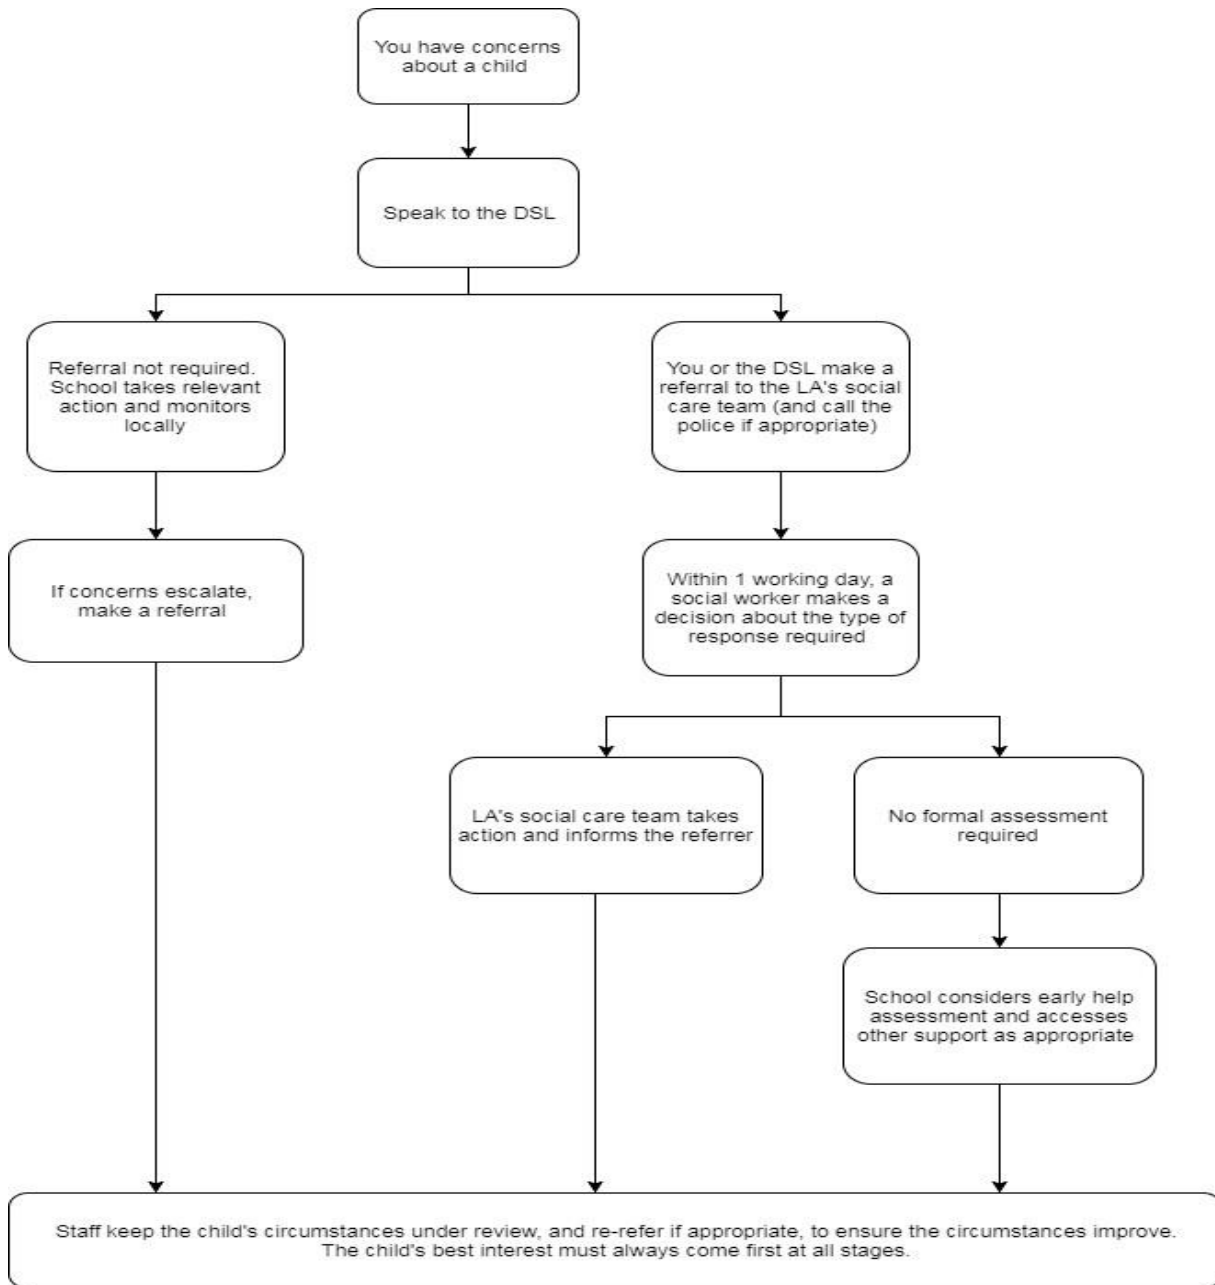 You have concerns
about a child
Speak to the DSL
Referral not required.
School takes relevant
action and monitors
locally
You or the DSL make a
referral to the LA's social
care team (and call the
police if appropriate)
If concerns escalate,
make a referral
Within 1 working day, a
social worker makes a
decision about the type of
response required
LA's social care team takes
action and informs the referrer
No formal assessment
required
School considers early help
assessment and accesses
other support as appropriate
Staff keep the child's circumstances under review, and re-refer if appropriate, to ensure the circumstances improve.
The child's best interest must always come first at all stages.